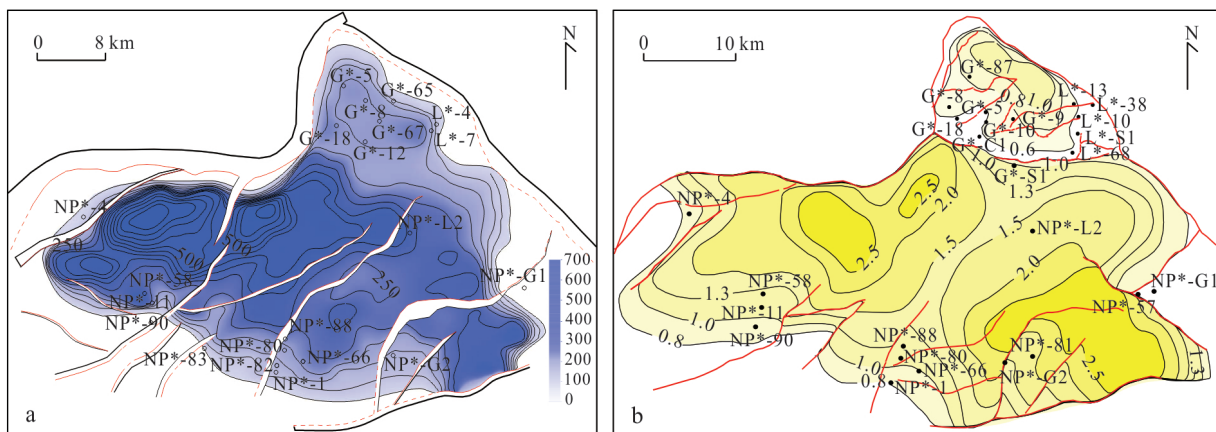 0 8 km
N
G*-5
G*-65
G*-8
L*-4
G*-67
G*-18
L*-7
G*-12
NP*-4
NP*-L2
250
500
500
NP*-58
250
NP*-G1
NP*-11
NP*-90
NP*-88
NP*-80
NP*-83
NP*-66
NP*-82
NP*-G2
NP*-1
700
600
500
400
300
200
100
0
a
0 10 km
N
G*-87
G*-8
0.8
1.0
L*-13
G*-5
L*-38
G*-9
L*-10
G*-18
G*-10
L*-S1
G*-C1
0.6
L*-68
1.0
1.0
G*-S1
1.3
2.5
NP*-4
2.0
1.5
NP*-L2
2.5
1.5
2.0
NP*-58
1.3
NP*-G1
NP*-11
NP*-57
1.0
NP*-90
0.8
NP*-88
NP*-81
NP*-80
1.0
NP*-66
2.5
1.3
0.8
NP*-G2
NP*-1
b